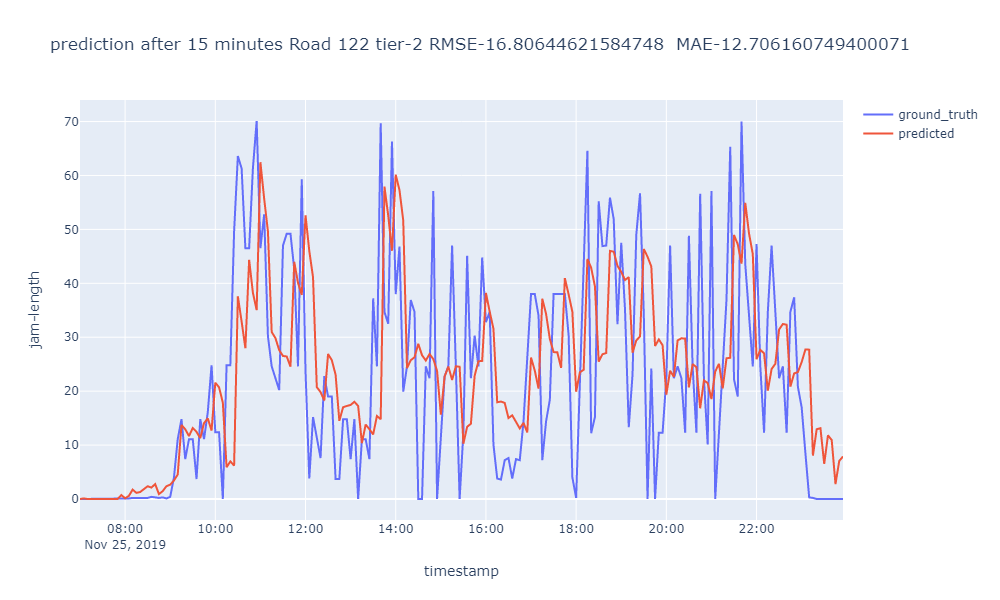 prediction after 15 minutes Road 122 tier-2 RMSE-16.80644621584748  MAE-12.706160749400071
ground_truth
predicted
70
60
50
40
30
20
10
0
jam-length
08:00 10:00 12:00 14:00 16:00 18:00 20:00 22:00
Nov 25, 2019
timestamp